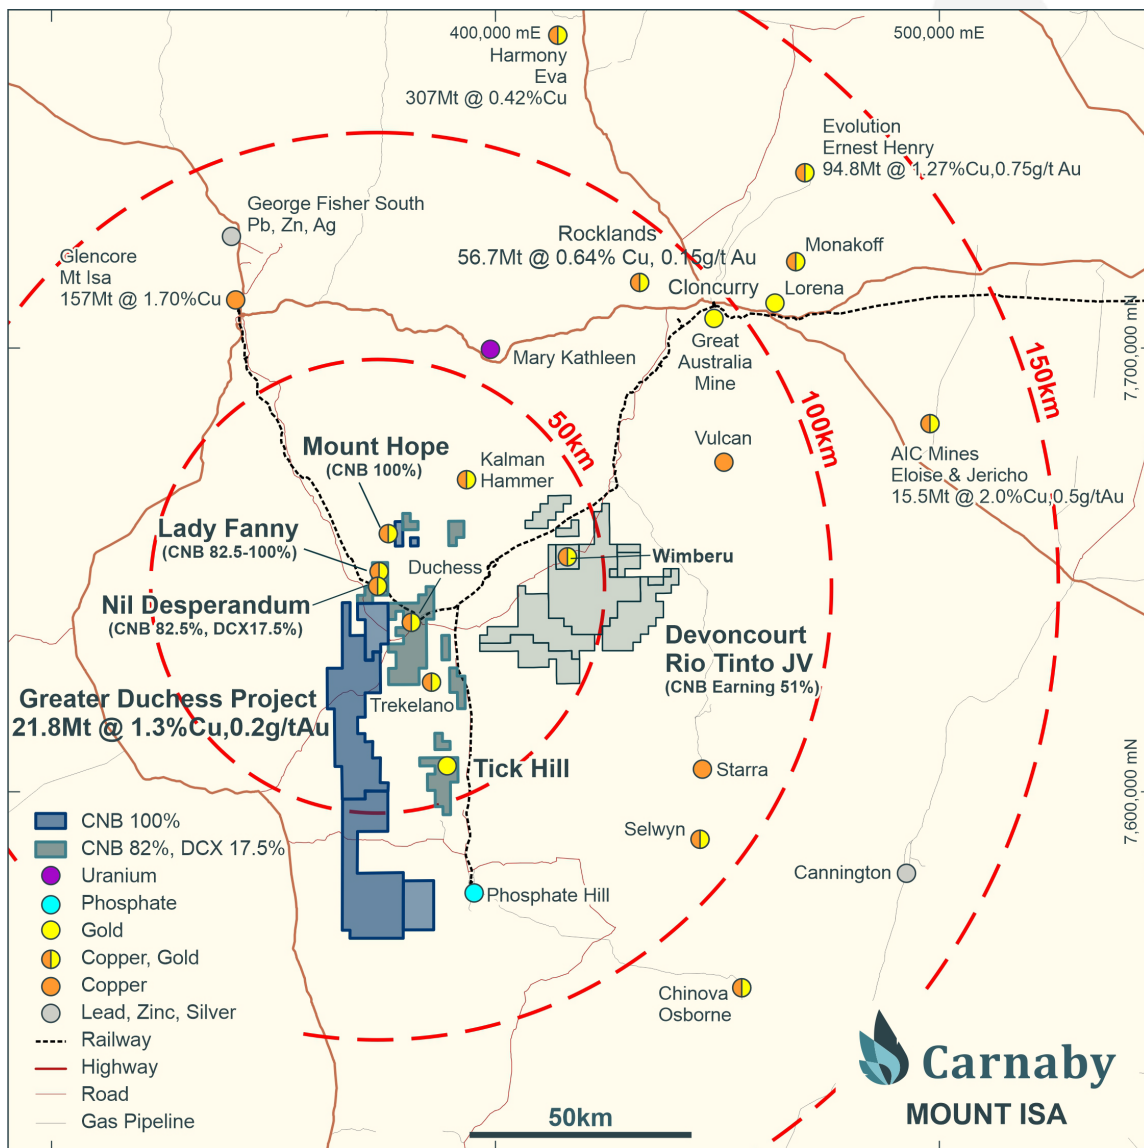 400,000 mE
500,000 mE
Harmony
Eva
307Mt @ 0.42%Cu
Evolution
Ernest Henry
94.8Mt @ 1.27%Cu,0.75g/t Au
George Fisher South
Pb, Zn, Ag
Glencore
Mt Isa
157Mt @ 1.70%Cu
Rocklands
56.7Mt @ 0.64% Cu, 0.15g/t Au
Monakoff
Cloncurry
Lorena
Great
Australia
Mine
Mary Kathleen
7,700,000 mN
50km
100km
150km
Mount Hope
(CNB 100%)
Kalman
Hammer
Vulcan
AIC Mines
Eloise & Jericho
15.5Mt @ 2.0%Cu,0.5g/tAu
Lady Fanny
(CNB 82.5-100%)
Duchess
Wimberu
Nil Desperandum
(CNB 82.5%, DCX17.5%)
Devoncourt
Rio Tinto JV
(CNB Earning 51%)
Greater Duchess Project
21.8Mt @ 1.3%Cu,0.2g/tAu
Trekelano
Tick Hill
Starra
7,600,000 mN
Selwyn
Cannington
Phosphate Hill
Chinova
Osborne
CNB 100%
CNB 82%, DCX 17.5%
Uranium
Phosphate
Gold
Copper, Gold
Copper
Lead, Zinc, Silver
Railway
Highway
Road
Gas Pipeline
50km
Carnaby
MOUNT ISA